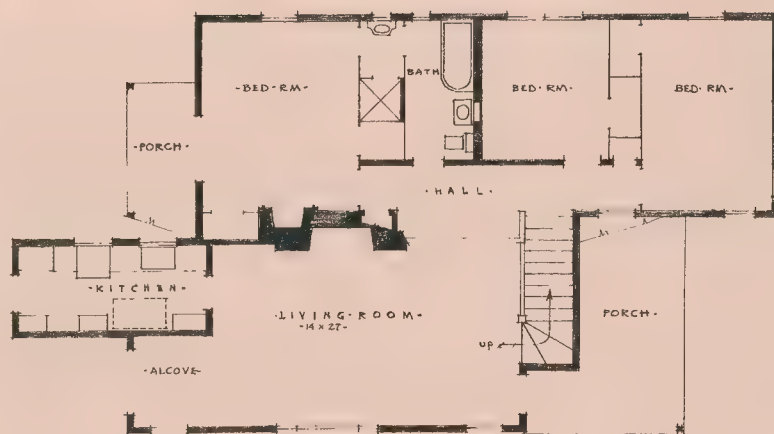 -BED-RM-
BATH
BED-RM-
BED-RM-
-PORCH-
-HALL-
-KITCHEN-
-LIVING-ROOM-
-14 X 27-
PORCH-
UP
-ALCOVE-